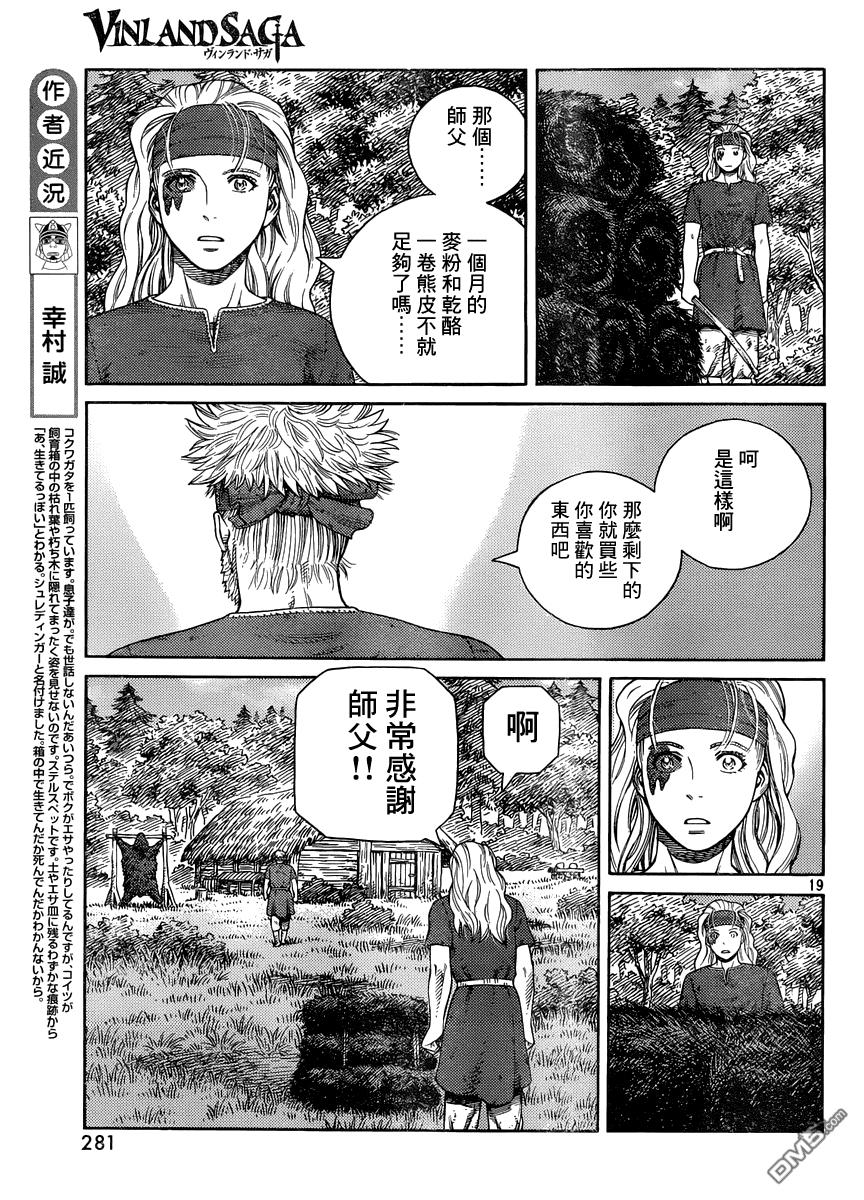 VINLAND SAGA
ヴィンランド・サガ
那個……
師父
一個月的
麥粉和乾酪
一卷熊皮不就
足夠了嗎……
呵
是這樣啊
那麼剩下的
你就買些
你喜歡的
東西吧
啊
非常感謝
師父!!
19
作者近況
幸村誠
コクワガタを1匹飼っています。息子達が。でも世話しないんだあいつら。でボクがエサやったりしてるんですが、コイツが
飼育箱の中の枯れ葉や朽ち木に隠れてまったく姿を見せないのです。ステルスペットです。土やエサ皿に残るわずかな痕跡から
「あ、生きてるっぽい」とわかる。シュレディンガーと名付けました。箱の中で生きてんだか死んでんだかわかんないから。
281
DM5.com